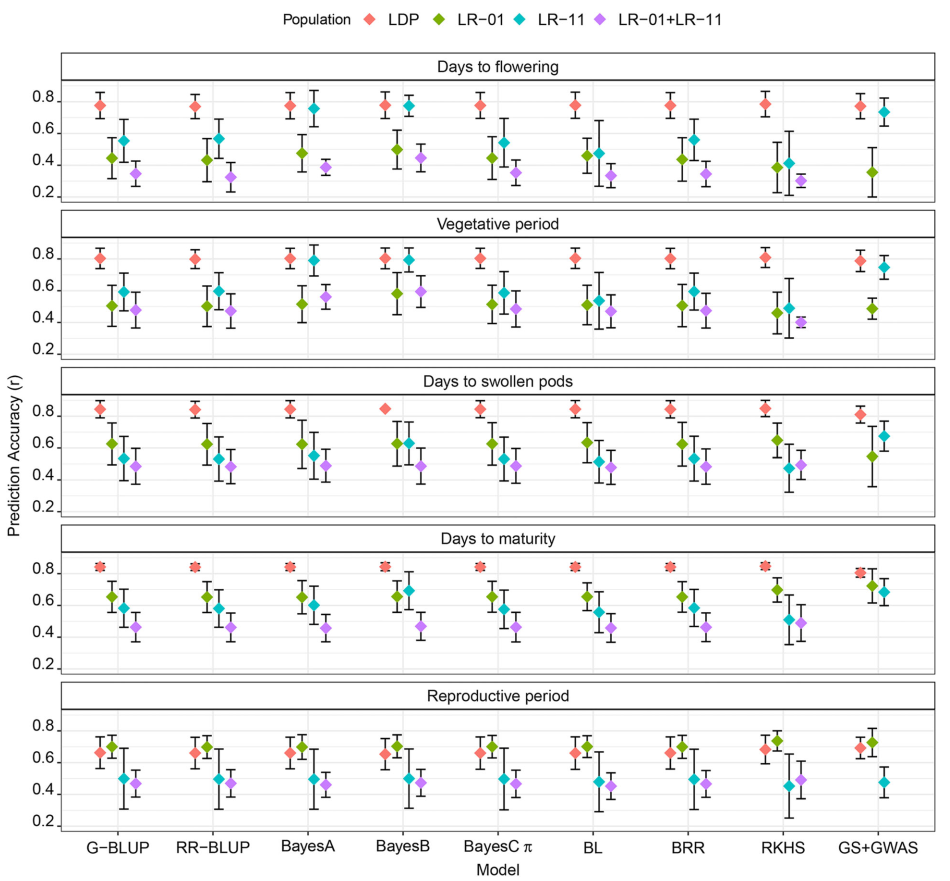 Population LDP LR−01 LR−11 LR−01+LR−11
Days to flowering
0.8
0.6
0.4
0.2
Vegetative period
0.8
0.6
0.4
0.2
Days to swollen pods
0.8
0.6
0.4
0.2
Days to maturity
0.8
0.6
0.4
0.2
Reproductive period
0.8
0.6
0.4
0.2
Prediction Accuracy (r)
G−BLUP RR−BLUP BayesA BayesB BayesC π BL BRR RKHS GS+GWAS
Model